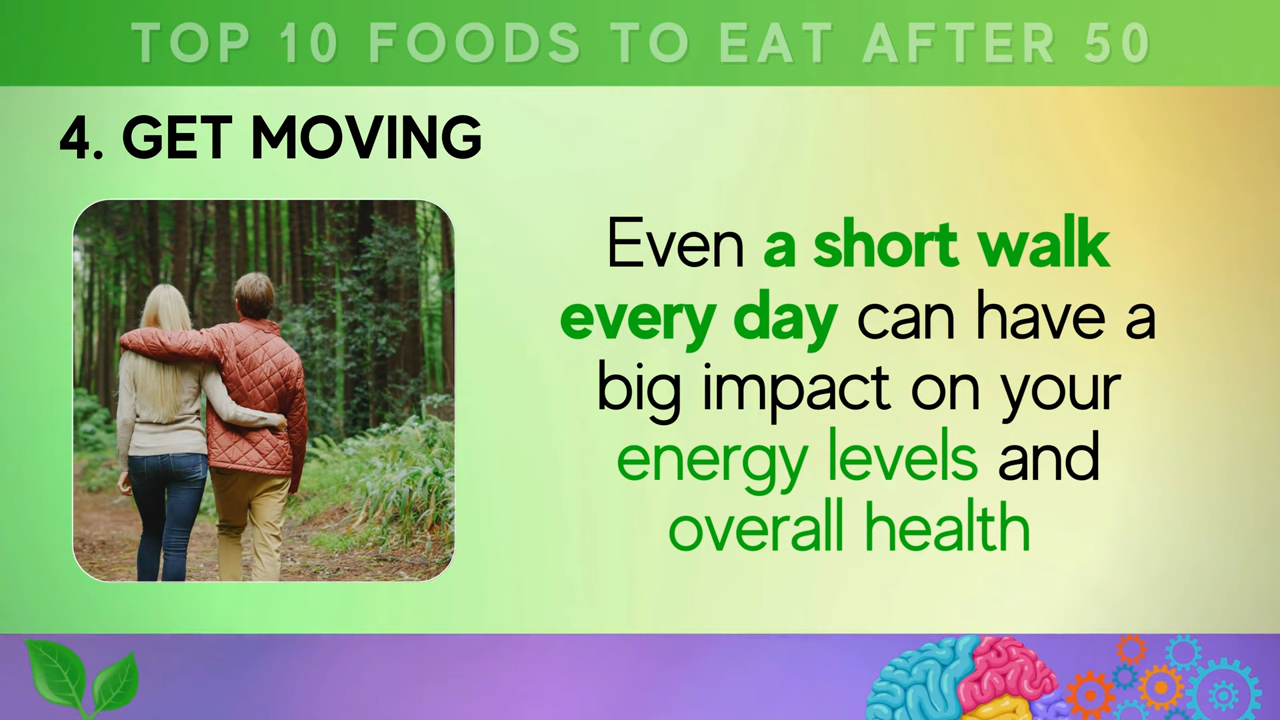 TOP 10 FOODS TO EAT AFTER 50
4. GET MOVING
Even a short walk
every day can have a
big impact on your
energy levels and
overall health